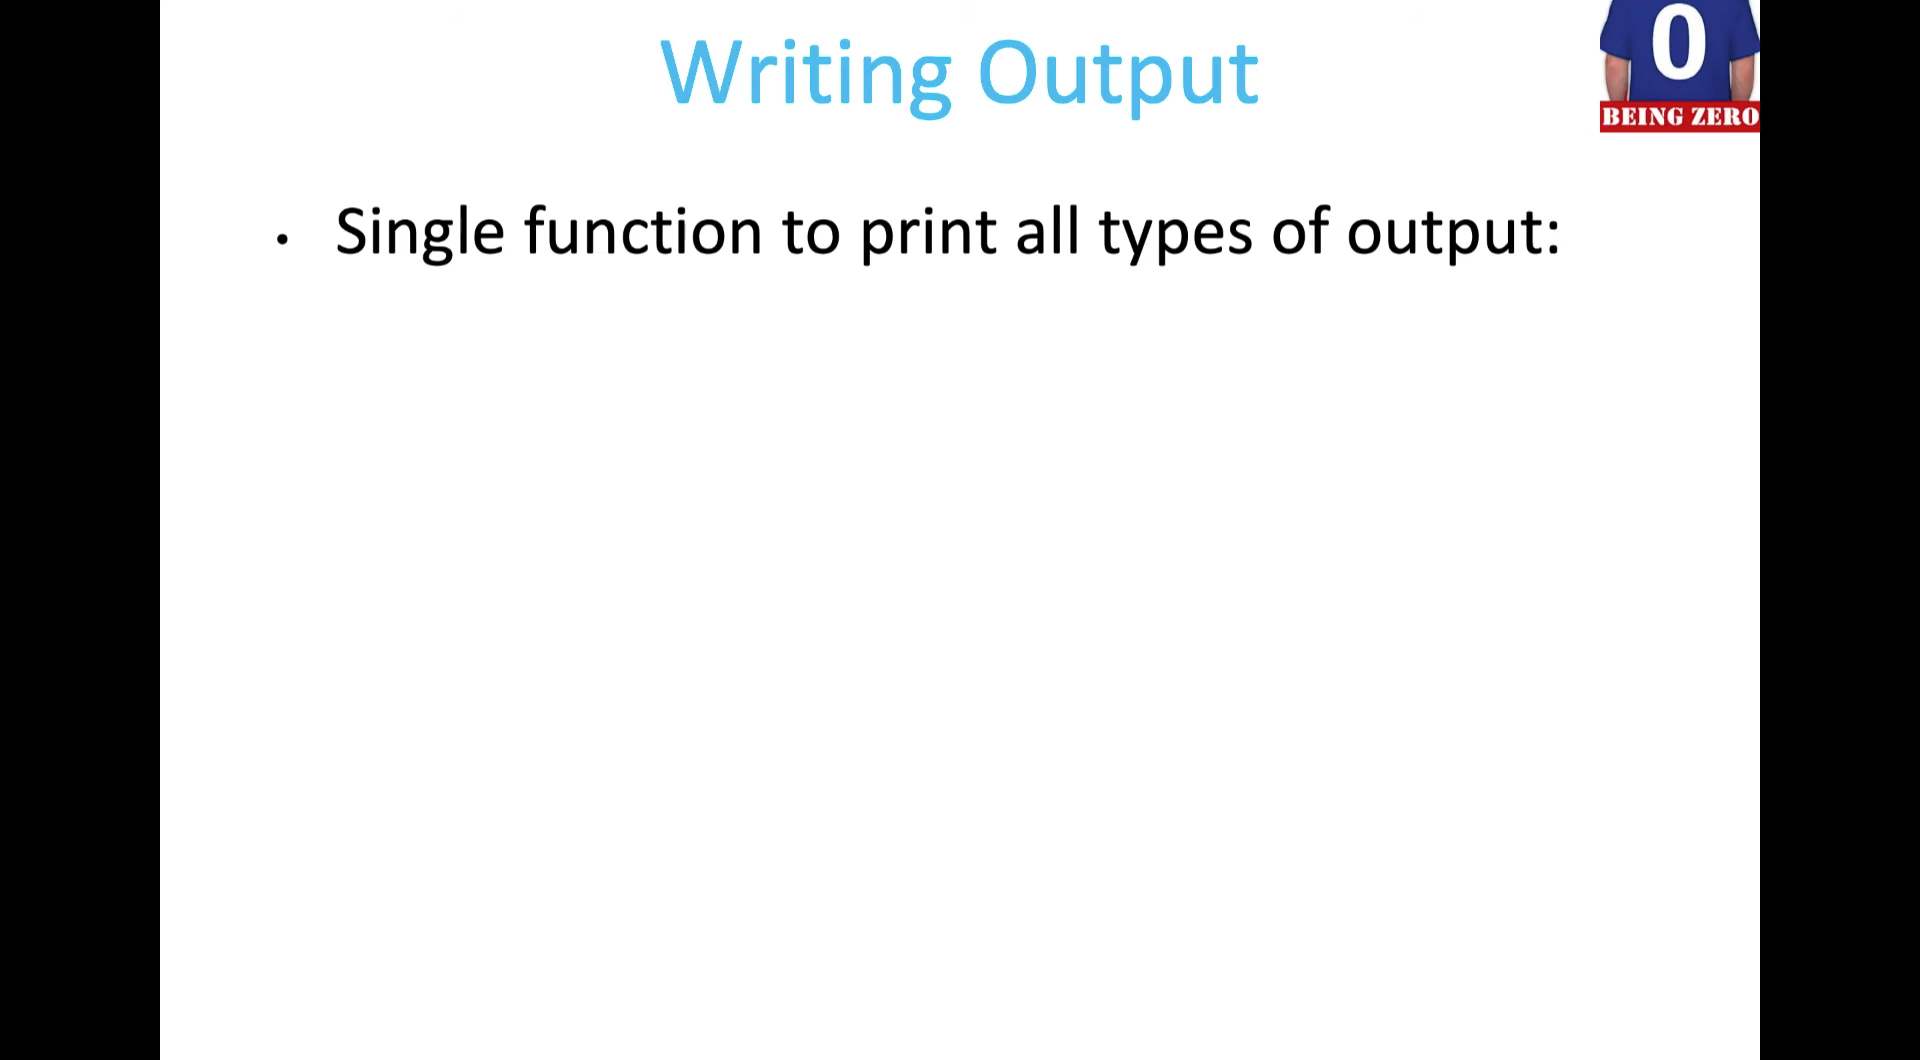 Writing Output
0
BEING ZERO
• Single function to print all types of output: